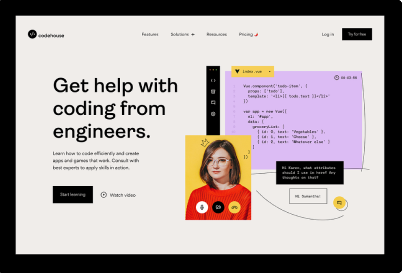 codehouse
Features
Solutions
Resources
Pricing
Log in
Try for free
Get help with
coding from
engineers.
Learn how to code efficiently and create
apps and games that work. Consult with
best experts to apply skills in action.
Start learning
Watch video
index.vue
Vue.component('todo-item', {
props: ['todo'],
template: '<li>{{ todo.text }}</li>'
})
var app = new Vue({
el: '#app',
data: {
groceryList: [
{ id: 0, text: 'Vegetables' },
{ id: 1, text: 'Cheese' },
{ id: 2, text: 'Whatever else' }
]
Hi Karen, what attributes
should I use in here? Any
thoughts on that?
Hi, Samantha!